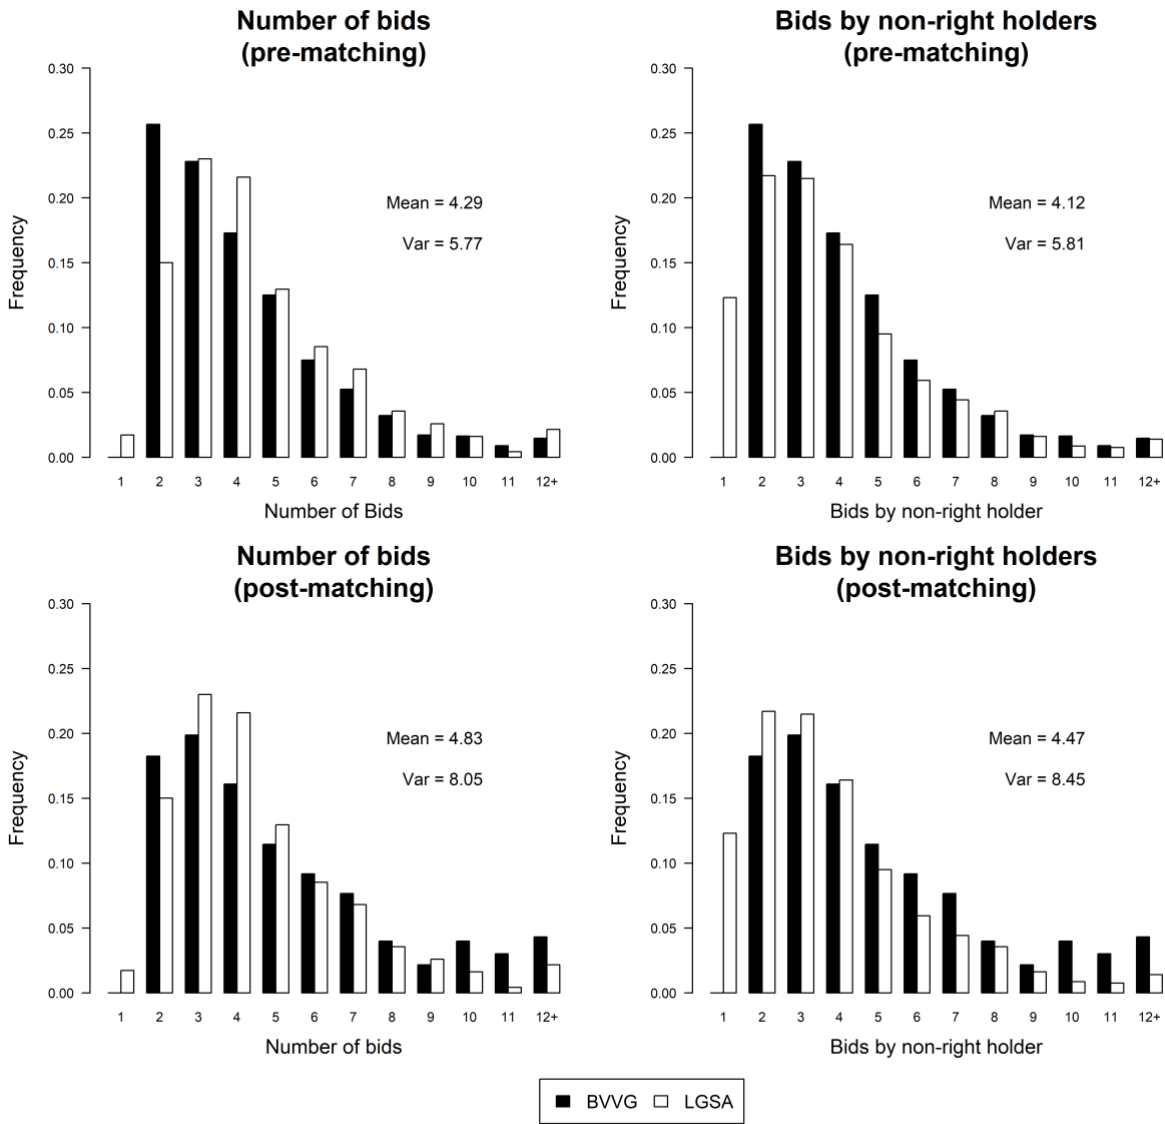 Number of bids
(pre-matching)
0.30
0.25
0.20
0.15
0.10
0.05
0.00
Frequency
Mean = 4.29
Var = 5.77
1 2 3 4 5 6 7 8 9 10 11 12+
Number of Bids
Bids by non-right holders
(pre-matching)
0.30
0.25
0.20
0.15
0.10
0.05
0.00
Frequency
Mean = 4.12
Var = 5.81
1 2 3 4 5 6 7 8 9 10 11 12+
Bids by non-right holder
Number of bids
(post-matching)
0.30
0.25
0.20
0.15
0.10
0.05
0.00
Frequency
Mean = 4.83
Var = 8.05
1 2 3 4 5 6 7 8 9 10 11 12+
Number of bids
Bids by non-right holders
(post-matching)
0.30
0.25
0.20
0.15
0.10
0.05
0.00
Frequency
Mean = 4.47
Var = 8.45
1 2 3 4 5 6 7 8 9 10 11 12+
Bids by non-right holder
BVVG LGSA